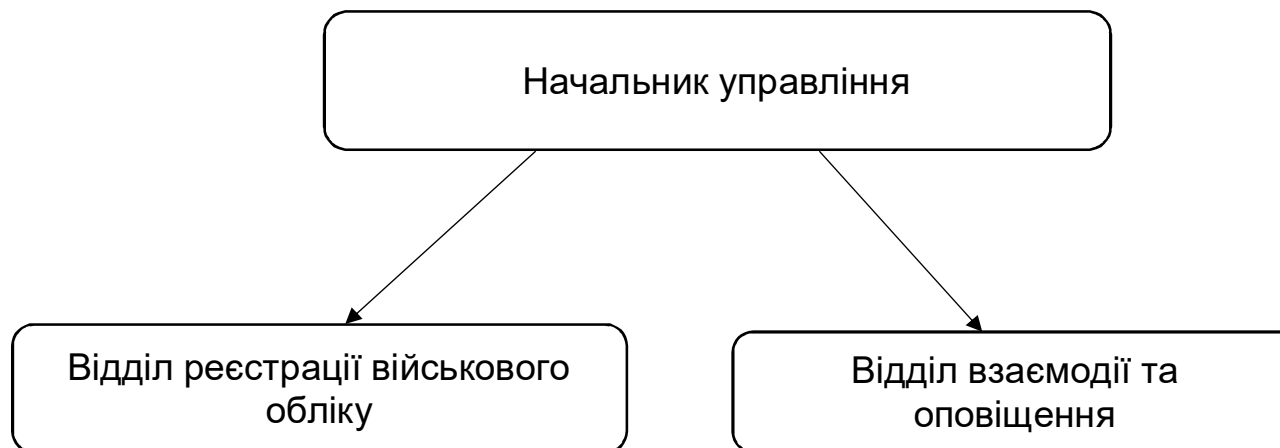 Начальник управління
Відділ реєстрації військового
обліку
Відділ взаємодії та
оповіщення